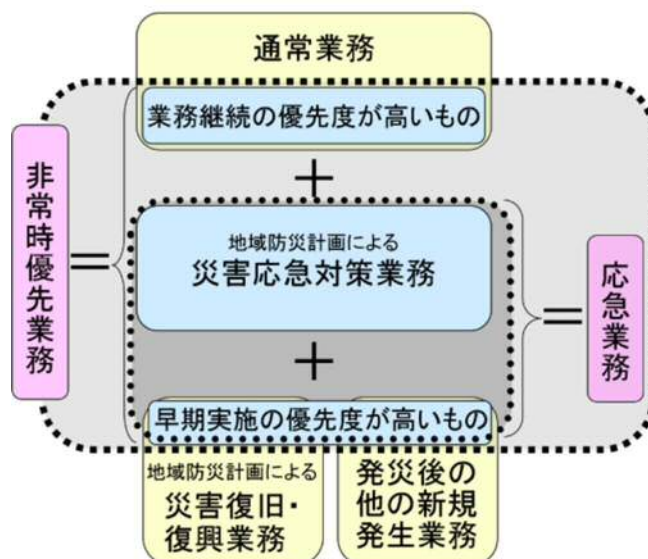 通常業務
業務継続の優先度が高いもの
+
非常時優先業務
=
地域防災計画による
災害応急対策業務
=
応急業務
+
早期実施の優先度が高いもの
地域防災計画による
災害復旧・
復興業務
発災後の
他の新規
発生業務